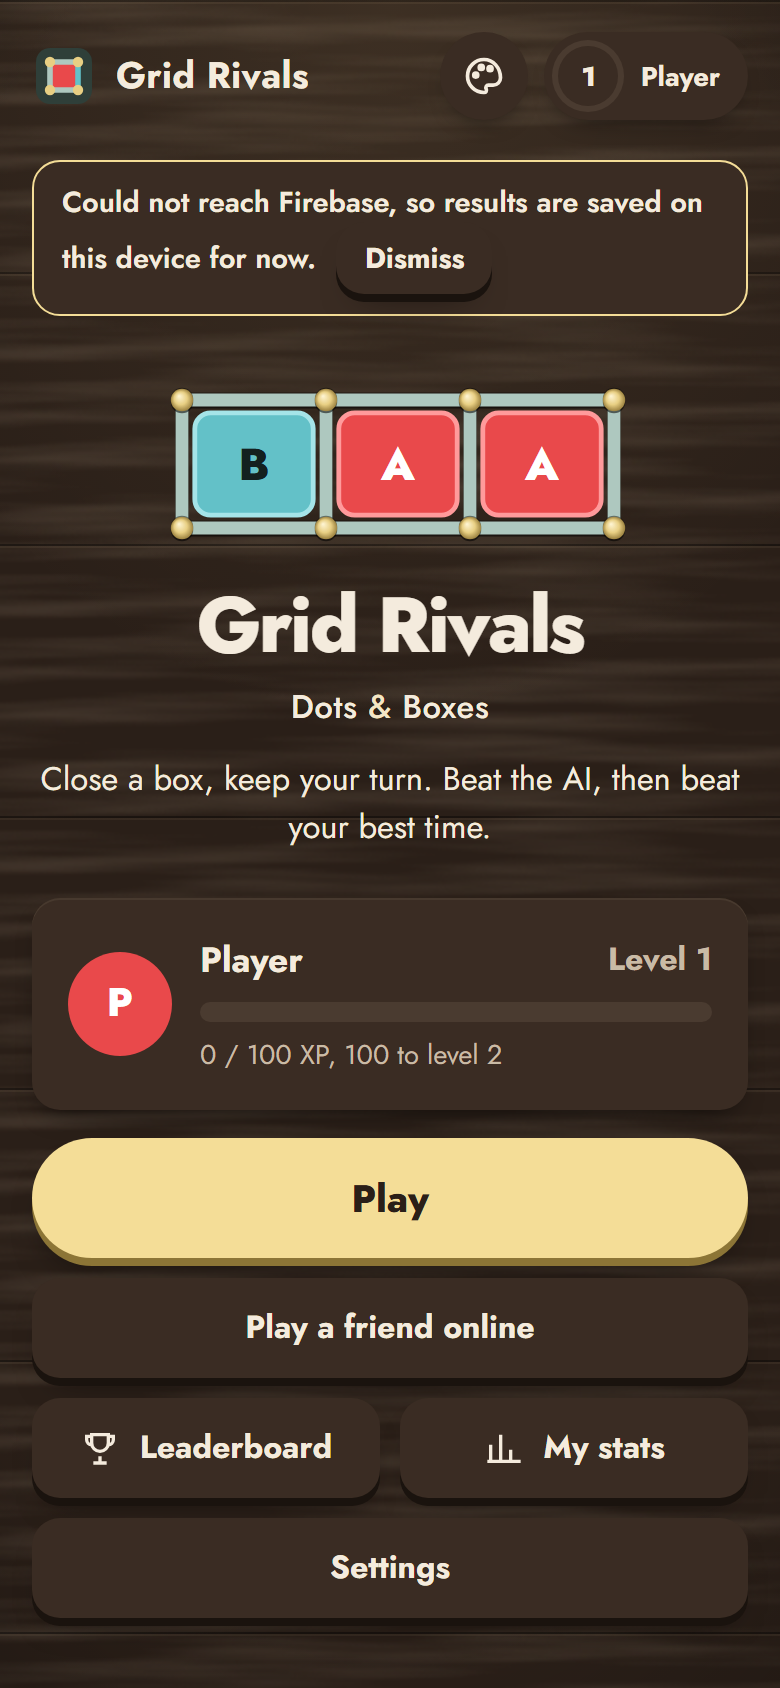 Grid Rivals
1 Player
Could not reach Firebase, so results are saved on
this device for now. Dismiss
B A A
Grid Rivals
Dots & Boxes
Close a box, keep your turn. Beat the AI, then beat
your best time.
P
Player Level 1
0 / 100 XP, 100 to level 2
Play
Play a friend online
Leaderboard My stats
Settings